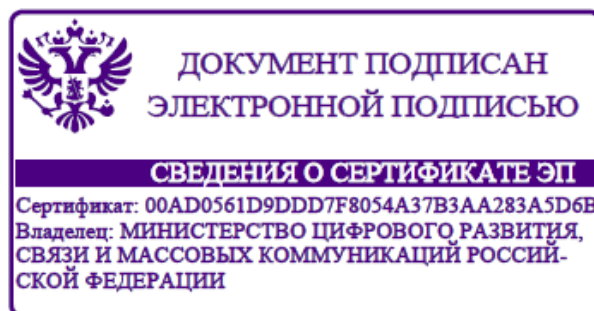 ДОКУМЕНТ ПОДПИСАН
ЭЛЕКТРОННОЙ ПОДПИСЬЮ
СВЕДЕНИЯ О СЕРТИФИКАТЕ ЭП
Сертификат: 00AD0561D9DDD7F8054A37B3AA283A5D6B
Владелец: МИНИСТЕРСТВО ЦИФРОВОГО РАЗВИТИЯ,
СВЯЗИ И МАССОВЫХ КОММУНИКАЦИЙ РОССИЙ-
СКОЙ ФЕДЕРАЦИИ